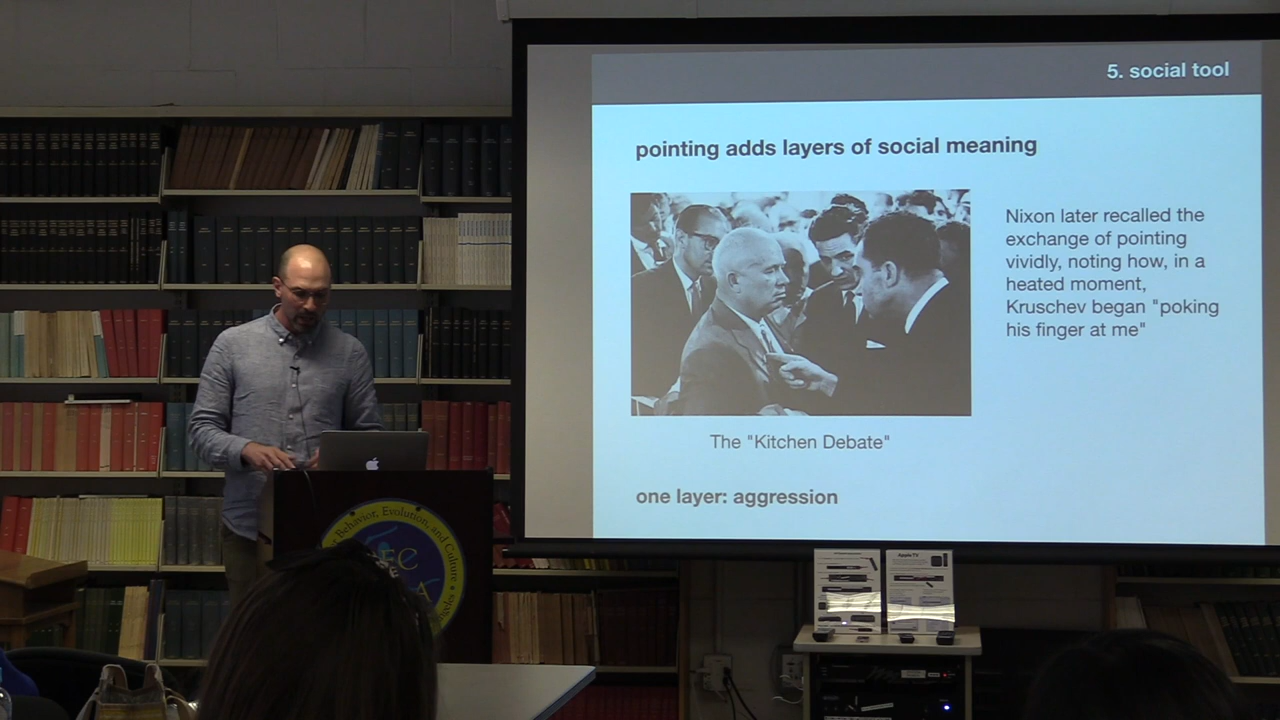 5. social tool
pointing adds layers of social meaning
Nixon later recalled the
exchange of pointing
vividly, noting how, in a
heated moment,
Kruschev began "poking
his finger at me"
The "Kitchen Debate"
one layer: aggression
Behavior, Evolution, and Culture
Apple TV